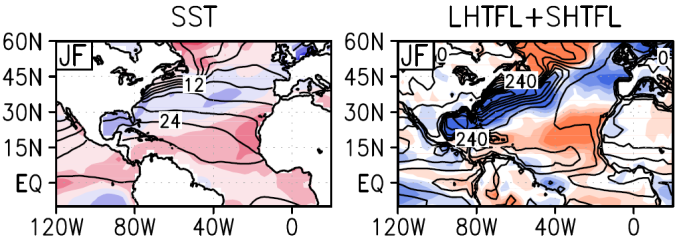 SST
LHTFL+SHTFL
60N
45N
30N
15N
EQ
120W 80W 40W 0
JF
12
24
60N
45N
30N
15N
EQ
120W 80W 40W 0
JF
0
240
0
240